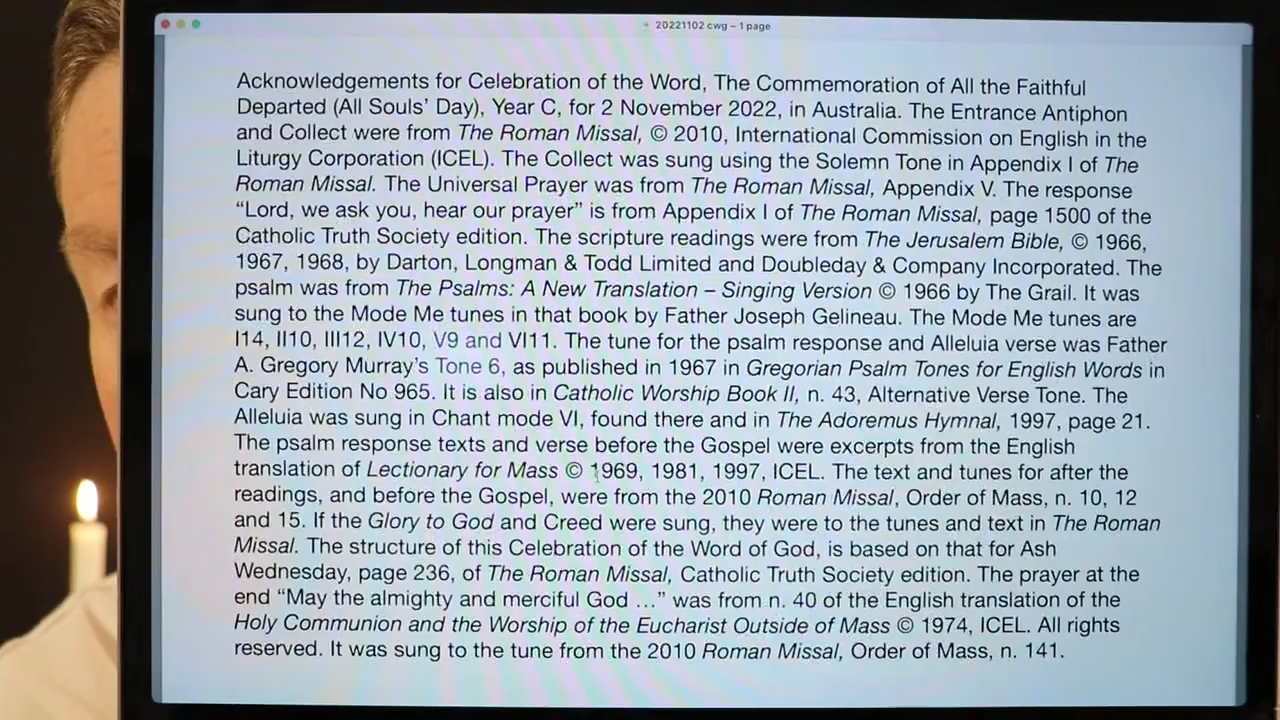 20221102 cwg – 1 page
Acknowledgements for Celebration of the Word, The Commemoration of All the Faithful
Departed (All Souls’ Day), Year C, for 2 November 2022, in Australia. The Entrance Antiphon
and Collect were from The Roman Missal, © 2010, International Commission on English in the
Liturgy Corporation (ICEL). The Collect was sung using the Solemn Tone in Appendix I of The
Roman Missal. The Universal Prayer was from The Roman Missal, Appendix V. The response
“Lord, we ask you, hear our prayer” is from Appendix I of The Roman Missal, page 1500 of the
Catholic Truth Society edition. The scripture readings were from The Jerusalem Bible, © 1966,
1967, 1968, by Darton, Longman & Todd Limited and Doubleday & Company Incorporated. The
psalm was from The Psalms: A New Translation – Singing Version © 1966 by The Grail. It was
sung to the Mode Me tunes in that book by Father Joseph Gelineau. The Mode Me tunes are
I14, II10, III12, IV10, V9 and VI11. The tune for the psalm response and Alleluia verse was Father
A. Gregory Murray’s Tone 6, as published in 1967 in Gregorian Psalm Tones for English Words in
Cary Edition No 965. It is also in Catholic Worship Book II, n. 43, Alternative Verse Tone. The
Alleluia was sung in Chant mode VI, found there and in The Adoremus Hymnal, 1997, page 21.
The psalm response texts and verse before the Gospel were excerpts from the English
translation of Lectionary for Mass © 1969, 1981, 1997, ICEL. The text and tunes for after the
readings, and before the Gospel, were from the 2010 Roman Missal, Order of Mass, n. 10, 12
and 15. If the Glory to God and Creed were sung, they were to the tunes and text in The Roman
Missal. The structure of this Celebration of the Word of God, is based on that for Ash
Wednesday, page 236, of The Roman Missal, Catholic Truth Society edition. The prayer at the
end “May the almighty and merciful God …” was from n. 40 of the English translation of the
Holy Communion and the Worship of the Eucharist Outside of Mass © 1974, ICEL. All rights
reserved. It was sung to the tune from the 2010 Roman Missal, Order of Mass, n. 141.